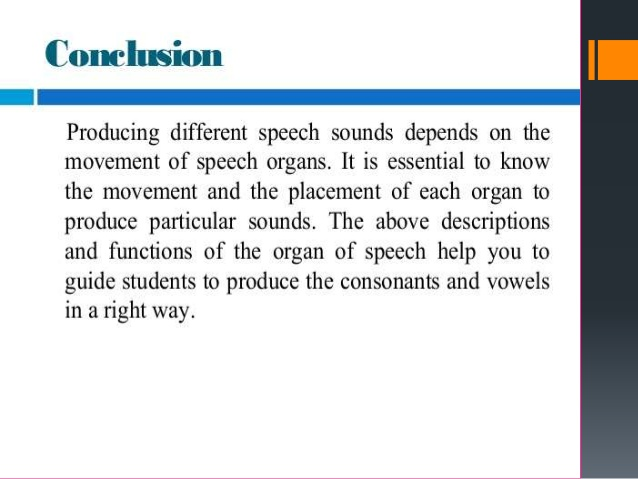 Conclusion
Producing different speech sounds depends on the
movement of speech organs. It is essential to know
the movement and the placement of each organ to
produce particular sounds. The above descriptions
and functions of the organ of speech help you to
guide students to produce the consonants and vowels
in a right way.